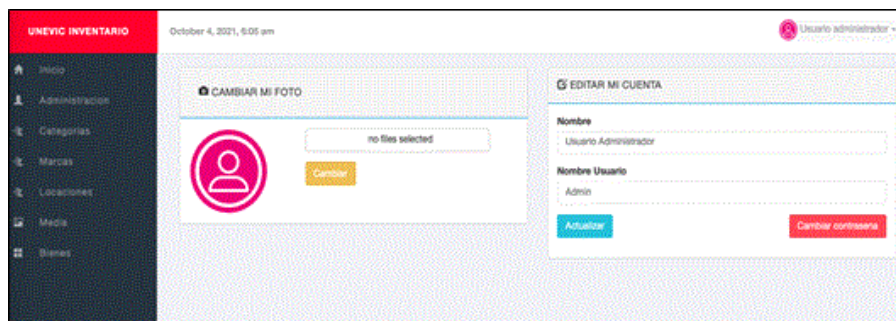 UNEVIC INVENTARIO
October 4, 2021, 6:05 am
Usuario administrador
Inicio
Administracion
Categorias
Marcas
Locaciones
Media
Bienes
CAMBIAR MI FOTO
no files selected
Cambiar
EDITAR MI CUENTA
Nombre
Usuario Administrador
Nombre Usuario
Admin
Actualizar
Cambiar contrasena